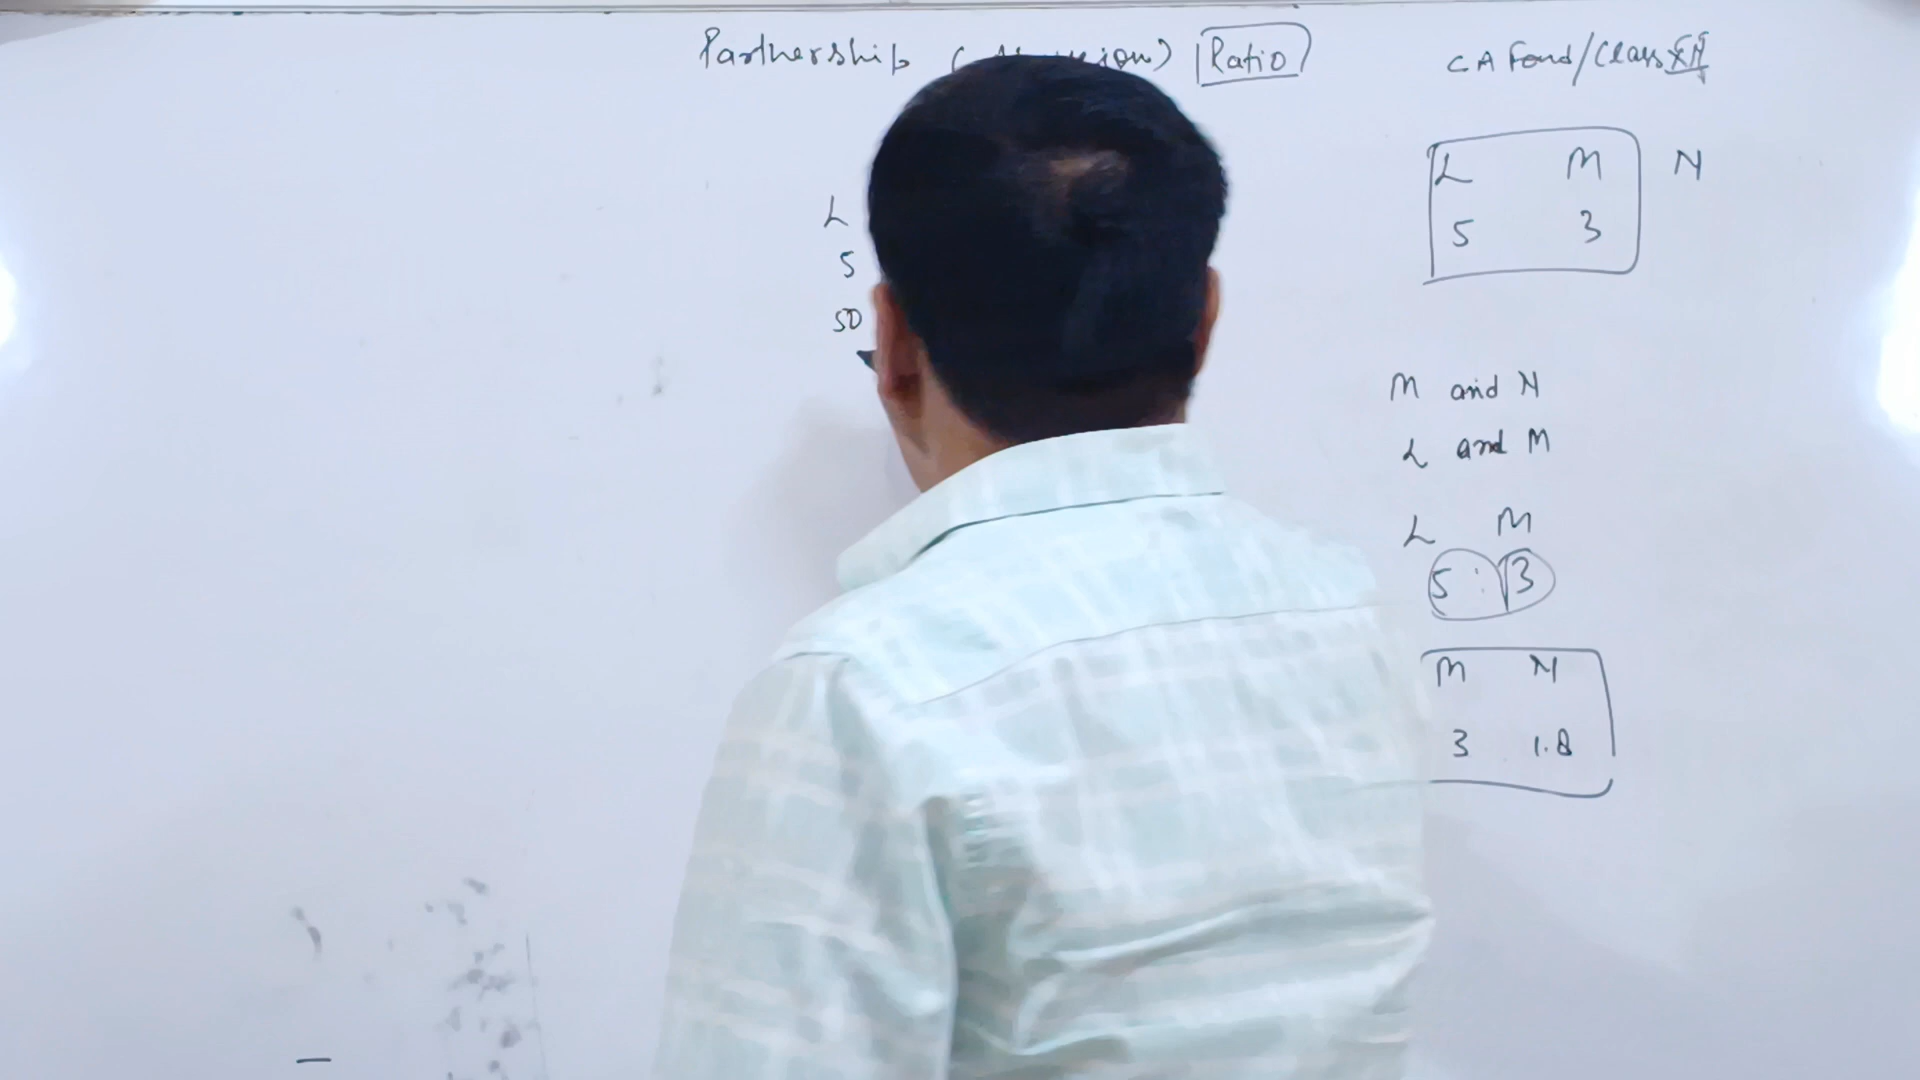 Partnership ( Ratio
CA Found/Class XII
L M N
5 3
L
5
50
M and N
L and M
L M
5 : 3
M N
3 1.8